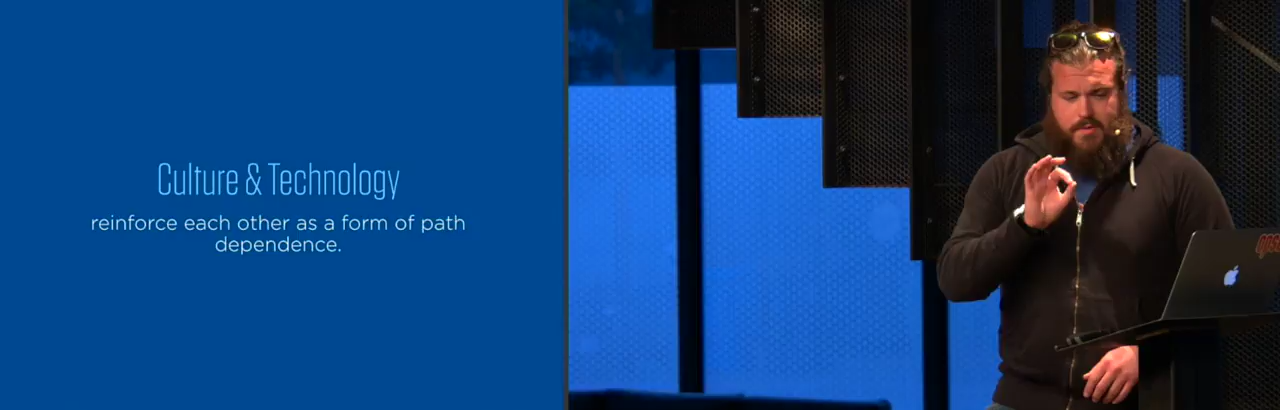 Culture & Technology
reinforce each other as a form of path
dependence.